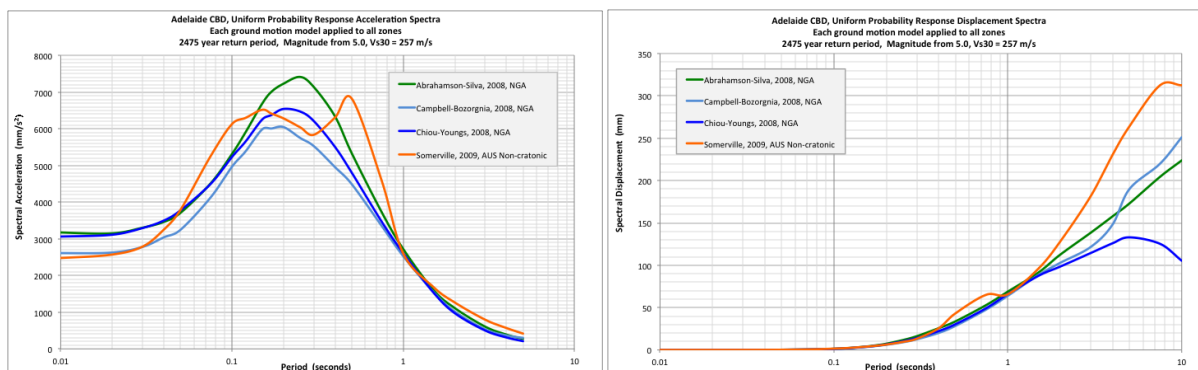 Adelaide CBD, Uniform Probability Response Acceleration Spectra
Each ground motion model applied to all zones
2475 year return period, Magnitude from 5.0, Vs30 = 257 m/s
8000
7000
6000
5000
4000
3000
2000
1000
0
Spectral Acceleration (mm/s²)
Abrahamson-Silva, 2008, NGA
Campbell-Bozorgnia, 2008, NGA
Chiou-Youngs, 2008, NGA
Somerville, 2009, AUS Non-cratonic
0.01
0.1
1
10
Period (seconds)
Adelaide CBD, Uniform Probability Response Displacement Spectra
Each ground motion model applied to all zones
2475 year return period, Magnitude from 5.0, Vs30 = 257 m/s
350
300
250
200
150
100
50
0
Spectral Displacement (mm)
Abrahamson-Silva, 2008, NGA
Campbell-Bozorgnia, 2008, NGA
Chiou-Youngs, 2008, NGA
Somerville, 2009, AUS Non-cratonic
0.01
0.1
1
10
Period (seconds)